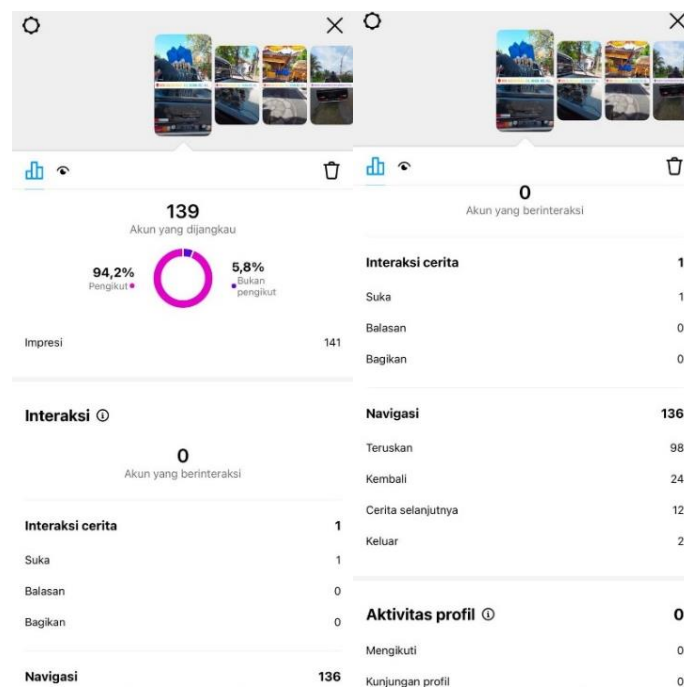 139
Akun yang dijangkau
94,2%
Pengikut
5,8%
Bukan
pengikut
Impresi 141
Interaksi
0
Akun yang berinteraksi
Interaksi cerita 1
Suka 1
Balasan 0
Bagikan 0
Navigasi 136
0
Akun yang berinteraksi
Interaksi cerita 1
Suka 1
Balasan 0
Bagikan 0
Navigasi 136
Teruskan 98
Kembali 24
Cerita selanjutnya 12
Keluar 2
Aktivitas profil 0
Mengikuti 0
Kunjungan profil 0